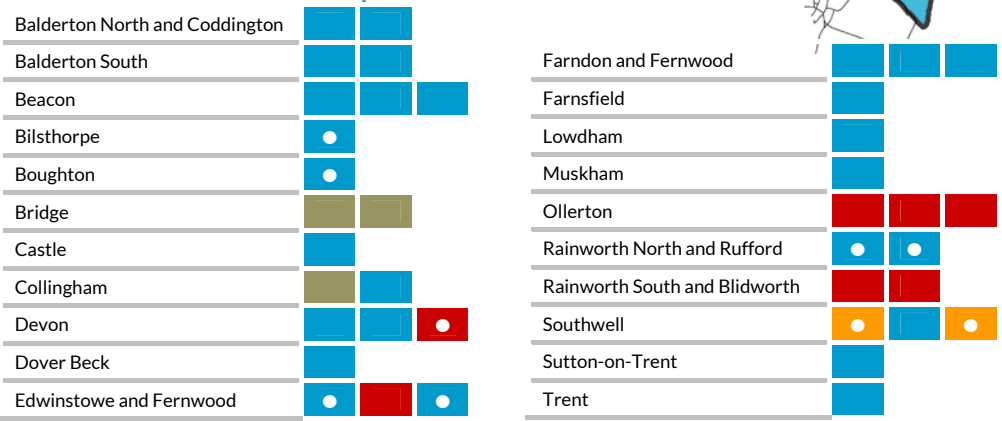 Balderton North and Coddington
Balderton South
Beacon
Bilsthorpe
Boughton
Bridge
Castle
Collingham
Devon
Dover Beck
Edwinstowe and Fernwood
Farndon and Fernwood
Farnsfield
Lowdham
Muskham
Ollerton
Rainworth North and Rufford
Rainworth South and Blidworth
Southwell
Sutton-on-Trent
Trent